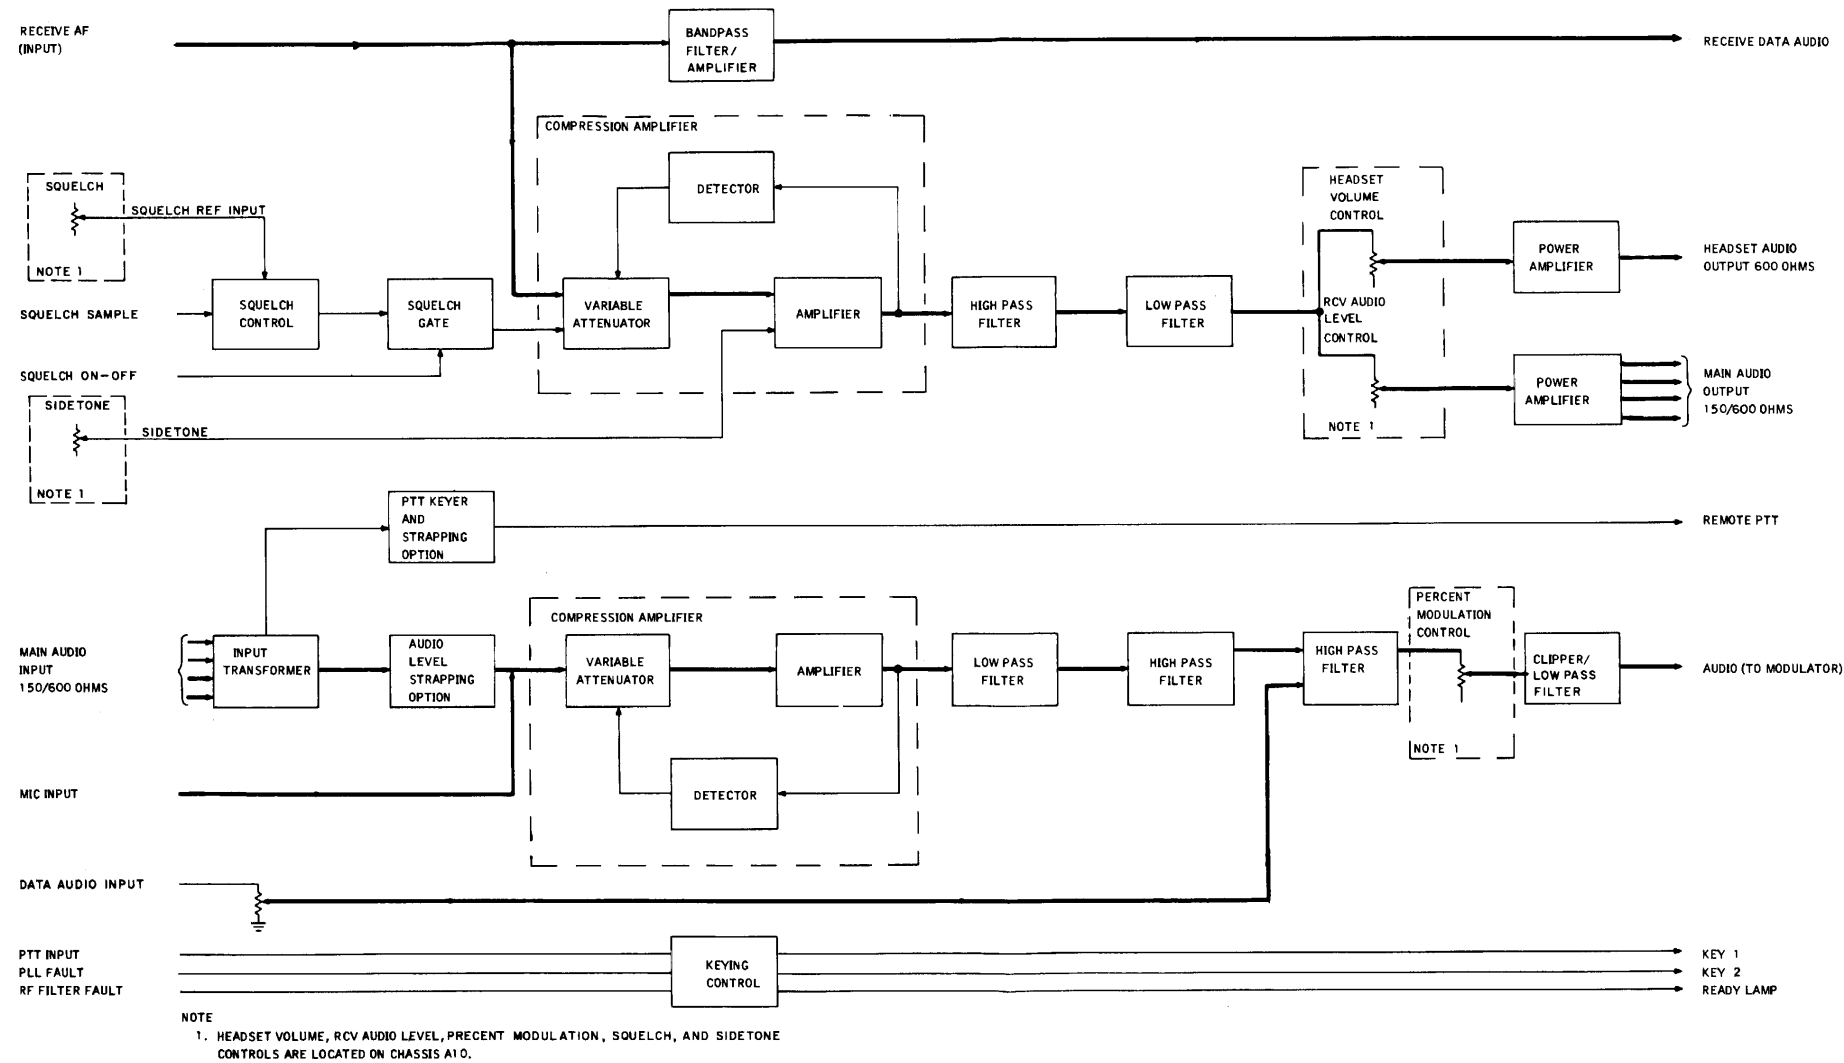 RECEIVE AF
(INPUT)
BANDPASS
FILTER/
AMPLIFIER
RECEIVE DATA AUDIO
COMPRESSION AMPLIFIER
SQUELCH
SQUELCH REF INPUT
NOTE 1
DETECTOR
HEADSET
VOLUME
CONTROL
POWER
AMPLIFIER
HEADSET AUDIO
OUTPUT 600 OHMS
SQUELCH SAMPLE
SQUELCH
CONTROL
SQUELCH
GATE
VARIABLE
ATTENUATOR
AMPLIFIER
HIGH PASS
FILTER
LOW PASS
FILTER
RCV AUDIO
LEVEL
CONTROL
SQUELCH ON-OFF
POWER
AMPLIFIER
MAIN AUDIO
OUTPUT
150/600 OHMS
NOTE 1
SIDETONE
SIDETONE
NOTE 1
PTT KEYER
AND
STRAPPING
OPTION
REMOTE PTT
MAIN AUDIO
INPUT
150/600 OHMS
INPUT
TRANSFORMER
AUDIO
LEVEL
STRAPPING
OPTION
COMPRESSION AMPLIFIER
VARIABLE
ATTENUATOR
AMPLIFIER
LOW PASS
FILTER
HIGH PASS
FILTER
HIGH PASS
FILTER
PERCENT
MODULATION
CONTROL
NOTE 1
CLIPPER/
LOW PASS
FILTER
AUDIO (TO MODULATOR)
MIC INPUT
DETECTOR
DATA AUDIO INPUT
PTT INPUT
PLL FAULT
RF FILTER FAULT
KEYING
CONTROL
KEY 1
KEY 2
READY LAMP
NOTE
1. HEADSET VOLUME, RCV AUDIO LEVEL, PRECENT MODULATION, SQUELCH, AND SIDETONE
CONTROLS ARE LOCATED ON CHASSIS A10.